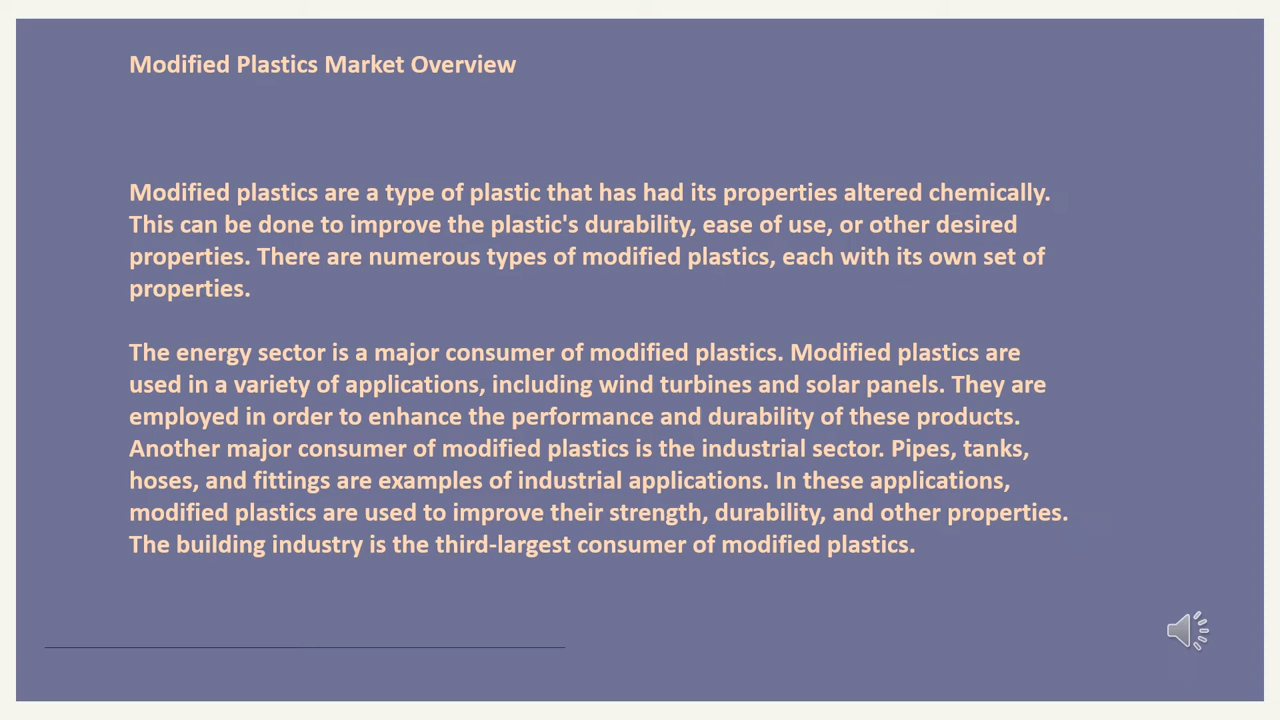 Modified Plastics Market Overview
Modified plastics are a type of plastic that has had its properties altered chemically.
This can be done to improve the plastic's durability, ease of use, or other desired
properties. There are numerous types of modified plastics, each with its own set of
properties.
The energy sector is a major consumer of modified plastics. Modified plastics are
used in a variety of applications, including wind turbines and solar panels. They are
employed in order to enhance the performance and durability of these products.
Another major consumer of modified plastics is the industrial sector. Pipes, tanks,
hoses, and fittings are examples of industrial applications. In these applications,
modified plastics are used to improve their strength, durability, and other properties.
The building industry is the third-largest consumer of modified plastics.